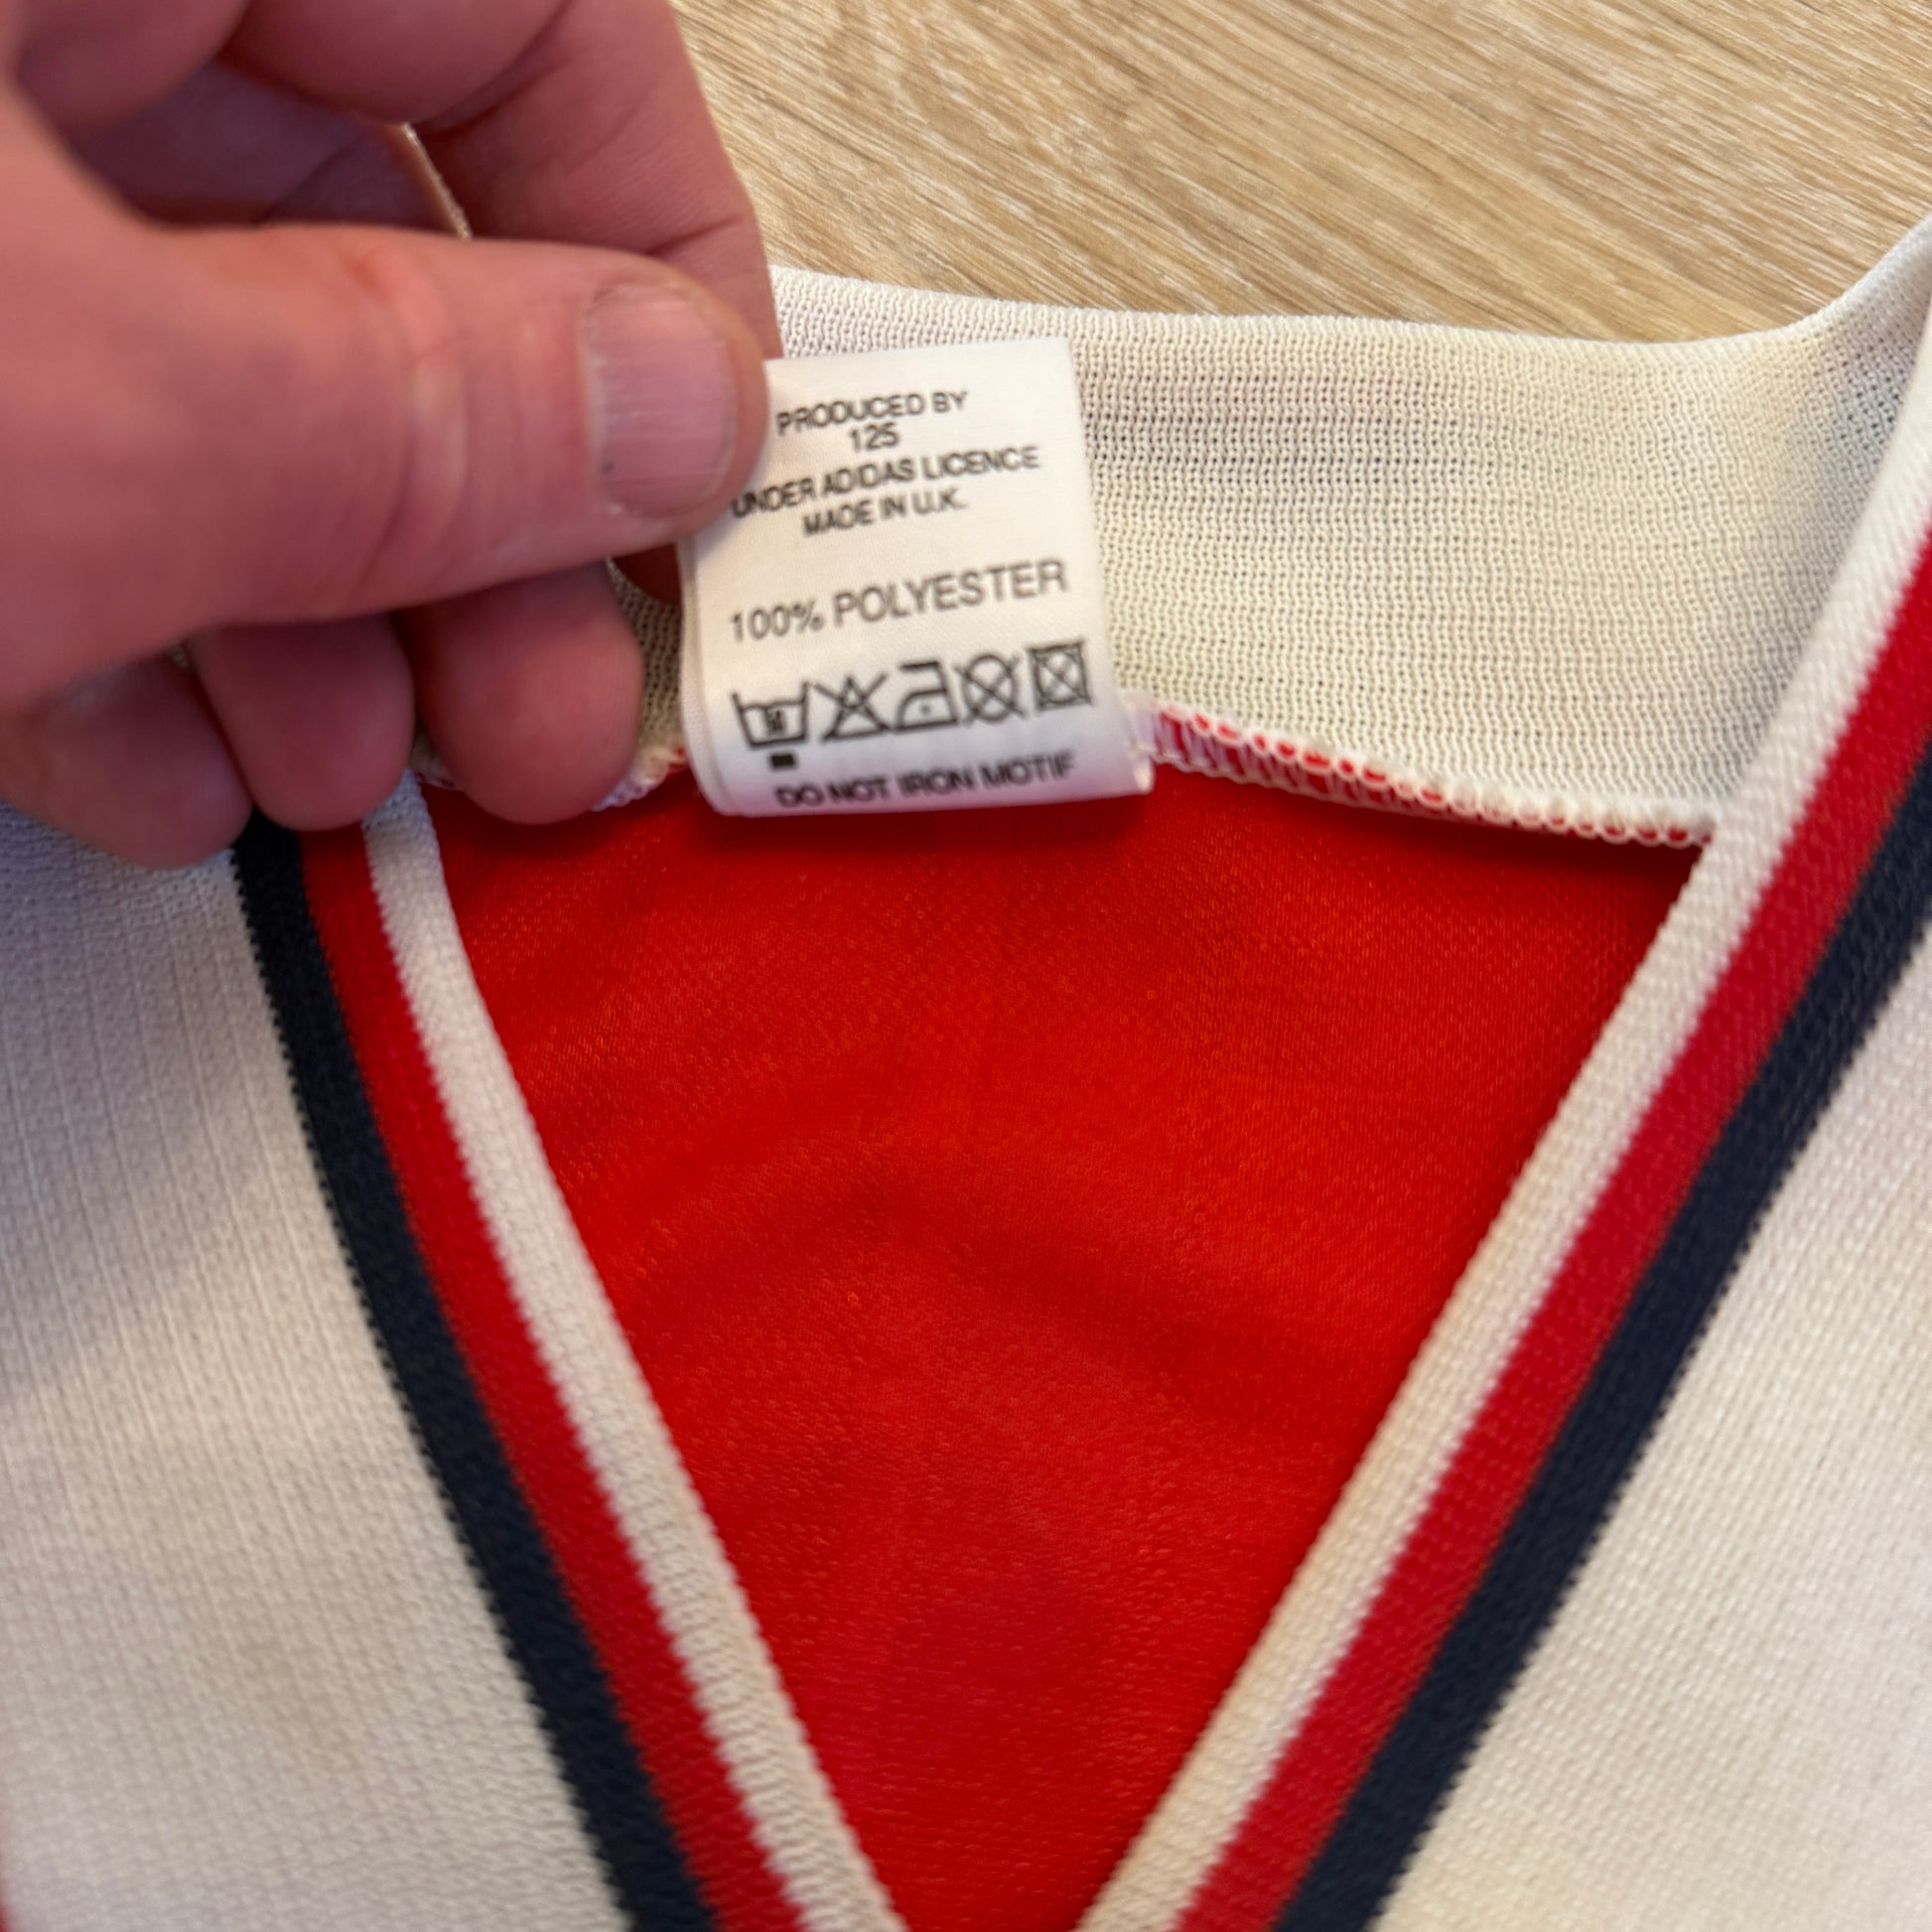 PRODUCED BY
125
UNDER ADIDAS LICENCE
MADE IN U.K.
100% POLYESTER
DO NOT IRON MOTIF